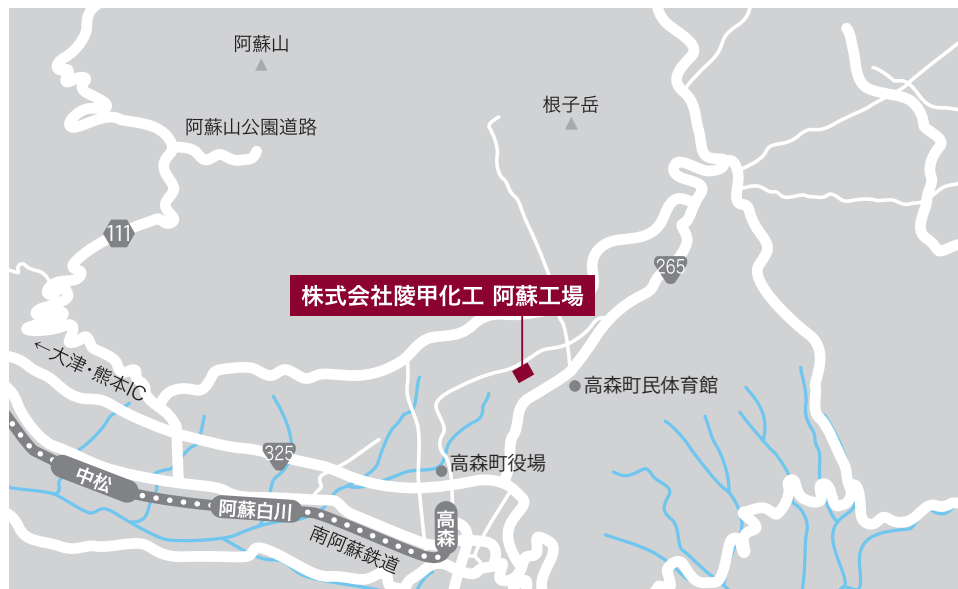 阿蘇山
根子岳
阿蘇山公園道路
111
265
株式会社陵甲化工 阿蘇工場
←大津・熊本IC
高森町民体育館
325
高森町役場
中松
阿蘇白川
高森
南阿蘇鉄道